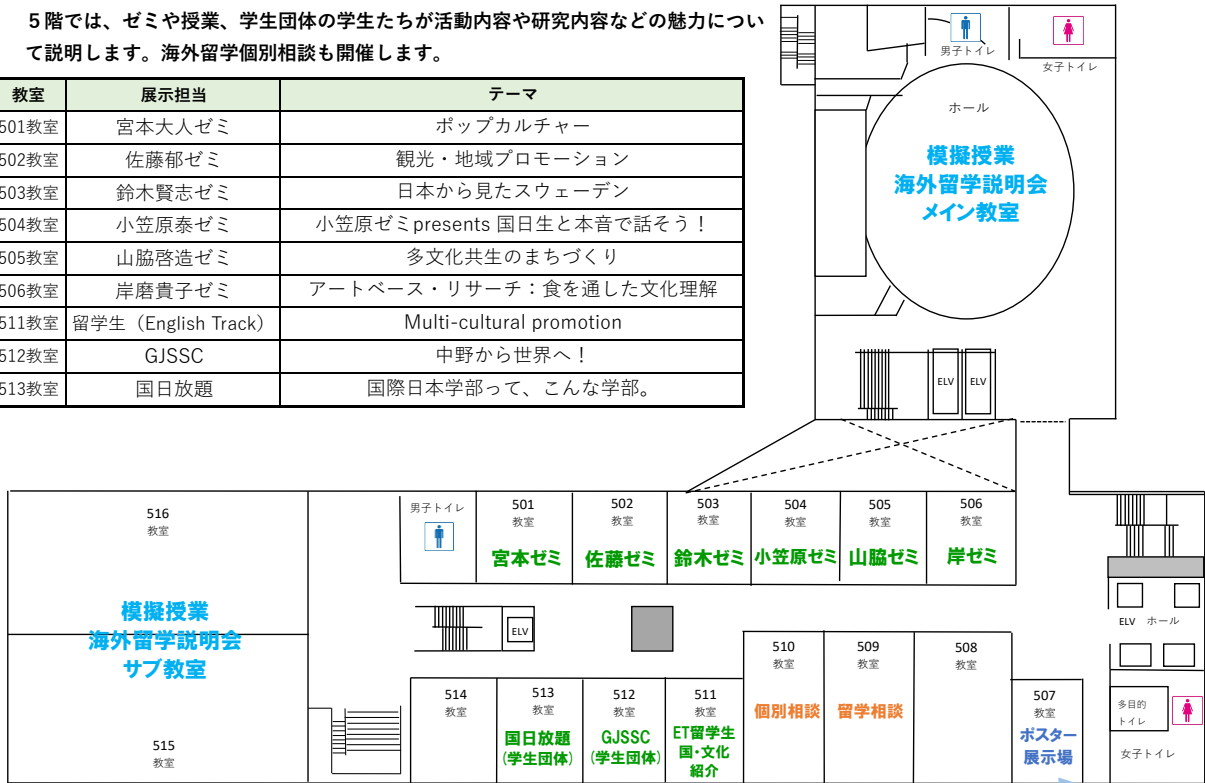 ５階では、ゼミや授業、学生団体の学生たちが活動内容や研究内容などの魅力につい
て説明します。海外留学個別相談も開催します。
教室 展示担当 テーマ
501教室 宮本大人ゼミ ポップカルチャー
502教室 佐藤郁ゼミ 観光・地域プロモーション
503教室 鈴木賢志ゼミ 日本から見たスウェーデン
504教室 小笠原泰ゼミ 小笠原ゼミpresents 国日生と本音で話そう！
505教室 山脇啓造ゼミ 多文化共生のまちづくり
506教室 岸磨貴子ゼミ アートベース・リサーチ：食を通した文化理解
511教室 留学生（English Track） Multi-cultural promotion
512教室 GJSSC 中野から世界へ！
513教室 国日放題 国際日本学部って、こんな学部。
男子トイレ
女子トイレ
ホール
模擬授業
海外留学説明会
メイン教室
ELV ELV
516
教室
模擬授業
海外留学説明会
サブ教室
515
教室
男子トイレ
501
教室
宮本ゼミ
502
教室
佐藤ゼミ
503
教室
鈴木ゼミ
504
教室
小笠原ゼミ
505
教室
山脇ゼミ
506
教室
岸ゼミ
ELV
ELV ホール
514
教室
513
教室
国日放題
(学生団体)
512
教室
GJSSC
(学生団体)
511
教室
ET留学生
国・文化
紹介
510
教室
個別相談
509
教室
留学相談
508
教室
507
教室
ポスター
展示場
多目的
トイレ
女子トイレ